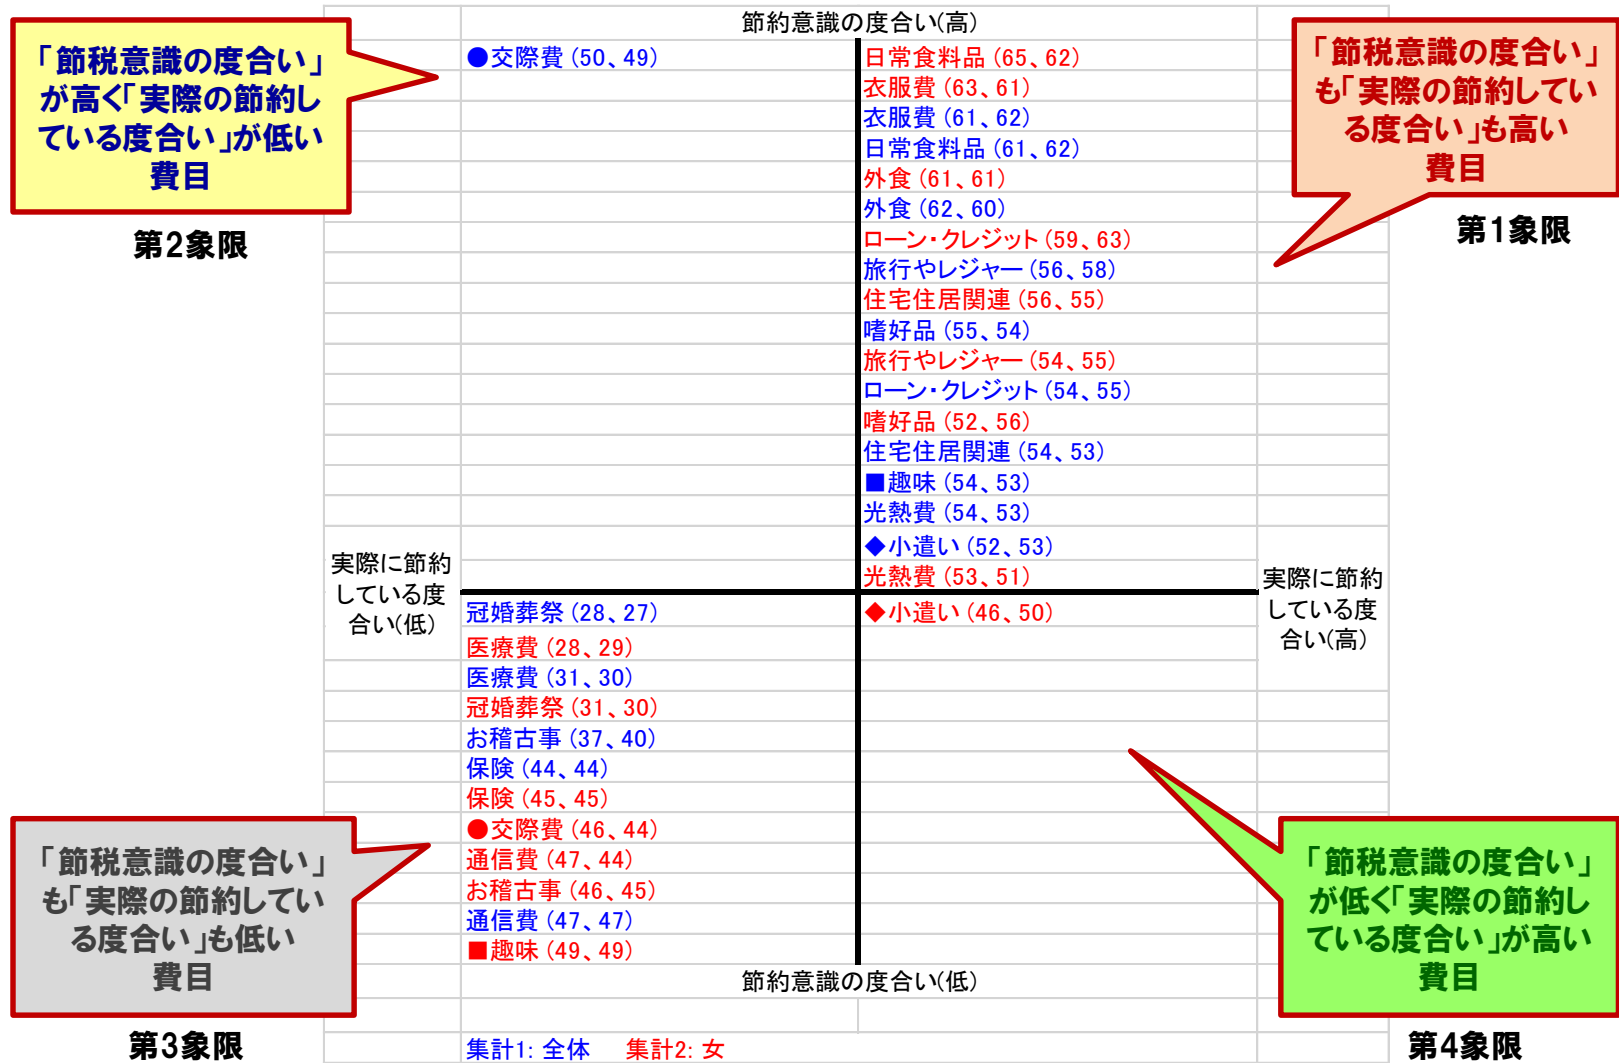 節約意識の度合い(高)
「節税意識の度合い」
が高く「実際の節約し
ている度合い」が低い
費目
第2象限
●交際費 (50、49)
日常食料品 (65、62)
衣服費 (63、61)
衣服費 (61、62)
日常食料品 (61、62)
外食 (61、61)
外食 (62、60)
ローン・クレジット (59、63)
旅行やレジャー (56、58)
住宅住居関連 (56、55)
嗜好品 (55、54)
旅行やレジャー (54、55)
ローン・クレジット (54、55)
嗜好品 (52、56)
住宅住居関連 (54、53)
■趣味 (54、53)
光熱費 (54、53)
◆小遣い (52、53)
光熱費 (53、51)
「節税意識の度合い」
も「実際の節約してい
る度合い」も高い
費目
第1象限
実際に節約
している度
合い(低)
実際に節約
している度
合い(高)
冠婚葬祭 (28、27)
医療費 (28、29)
医療費 (31、30)
冠婚葬祭 (31、30)
お稽古事 (37、40)
保険 (44、44)
保険 (45、45)
●交際費 (46、44)
通信費 (47、44)
お稽古事 (46、45)
通信費 (47、47)
■趣味 (49、49)
◆小遣い (46、50)
「節税意識の度合い」
も「実際の節約してい
る度合い」も低い
費目
第3象限
「節税意識の度合い」
が低く「実際の節約し
ている度合い」が高い
費目
第4象限
節約意識の度合い(低)
集計1: 全体 集計2: 女